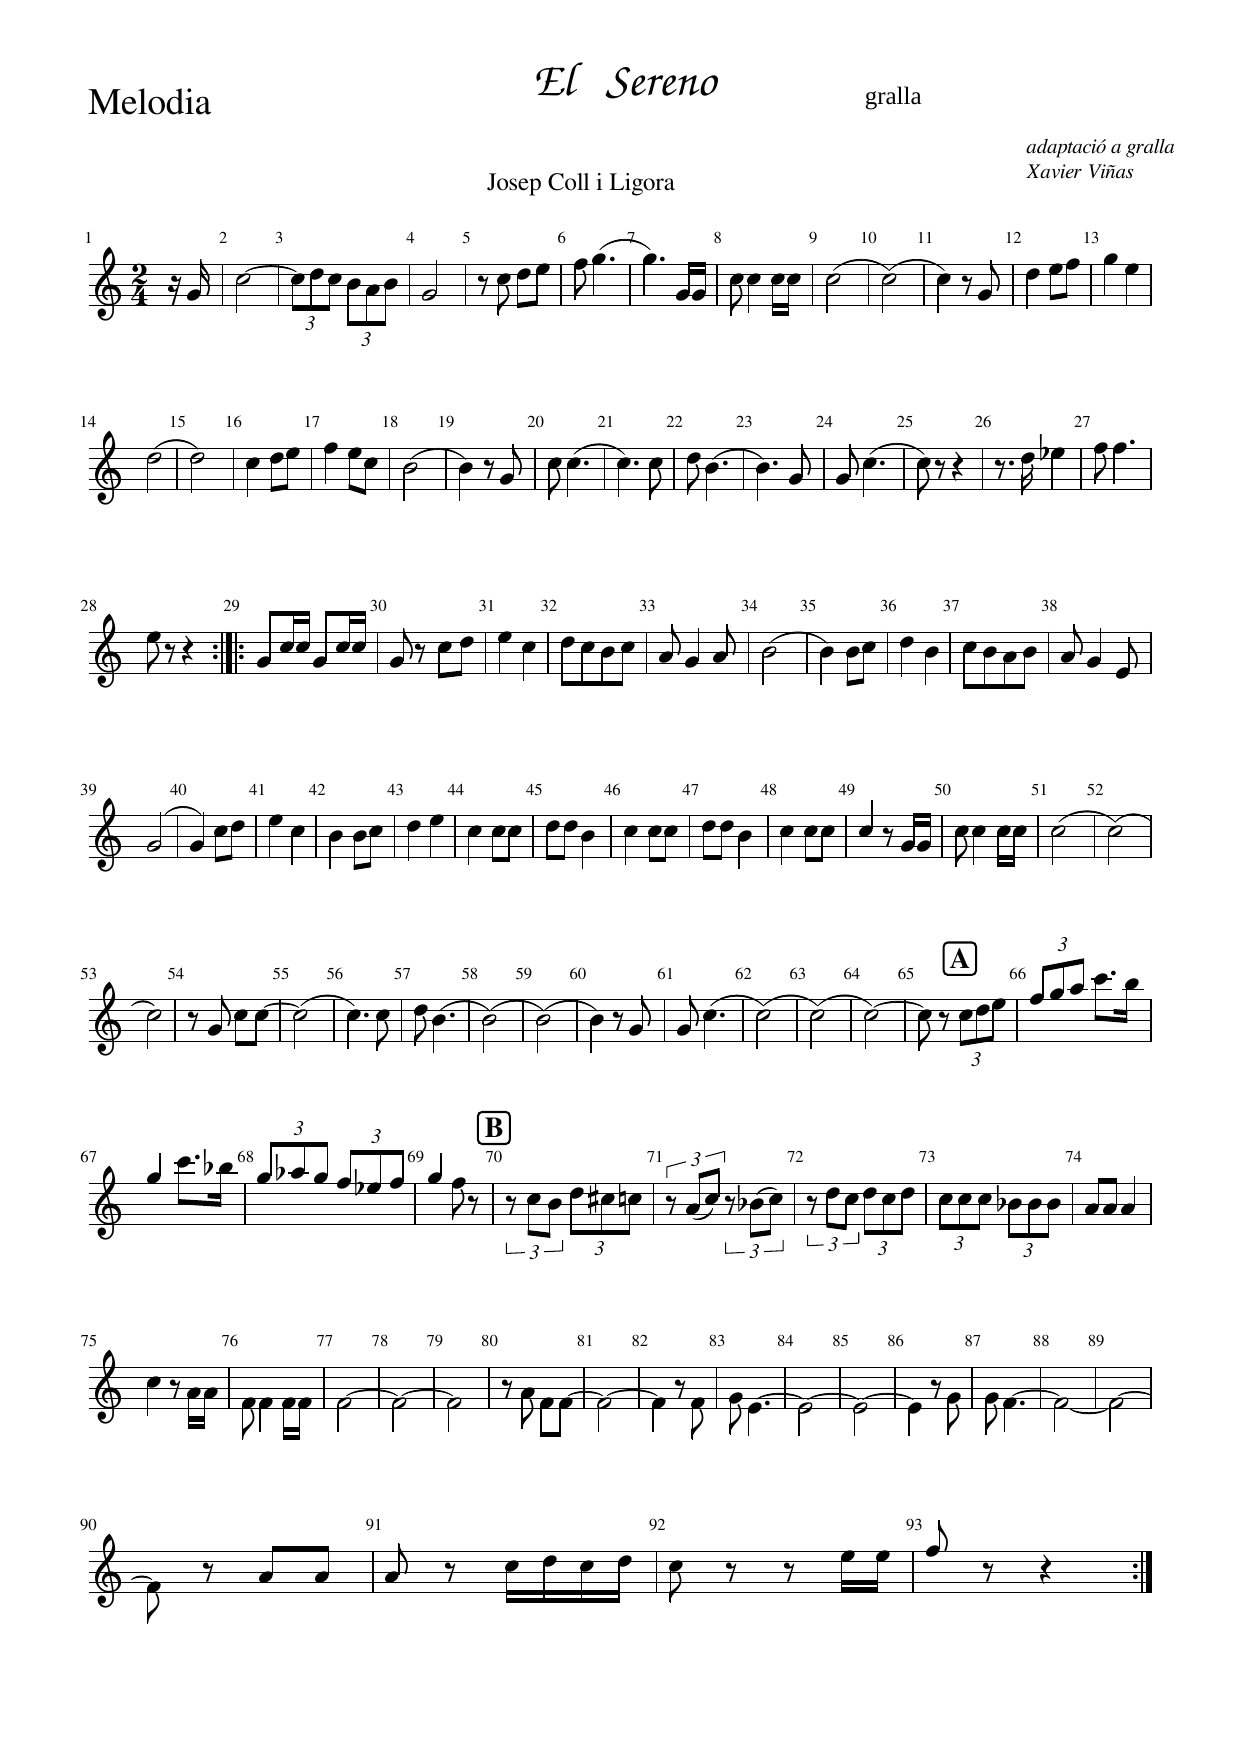 El Sereno
Melodia
gralla
adaptació a gralla
Xavier Viñas
Josep Coll i Ligora
1 2 3 4 5 6 7 8 9 10 11 12 13
2
4
3
3
14 15 16 17 18 19 20 21 22 23 24 25 26 27
28 29 30 31 32 33 34 35 36 37 38
39 40 41 42 43 44 45 46 47 48 49 50 51 52
A
3
53 54 55 56 57 58 59 60 61 62 63 64 65 66
3
B
3 3
67 68 69 70 71 3 72 73 74
3 3 3 3 3 3 3
75 76 77 78 79 80 81 82 83 84 85 86 87 88 89
90 91 92 93